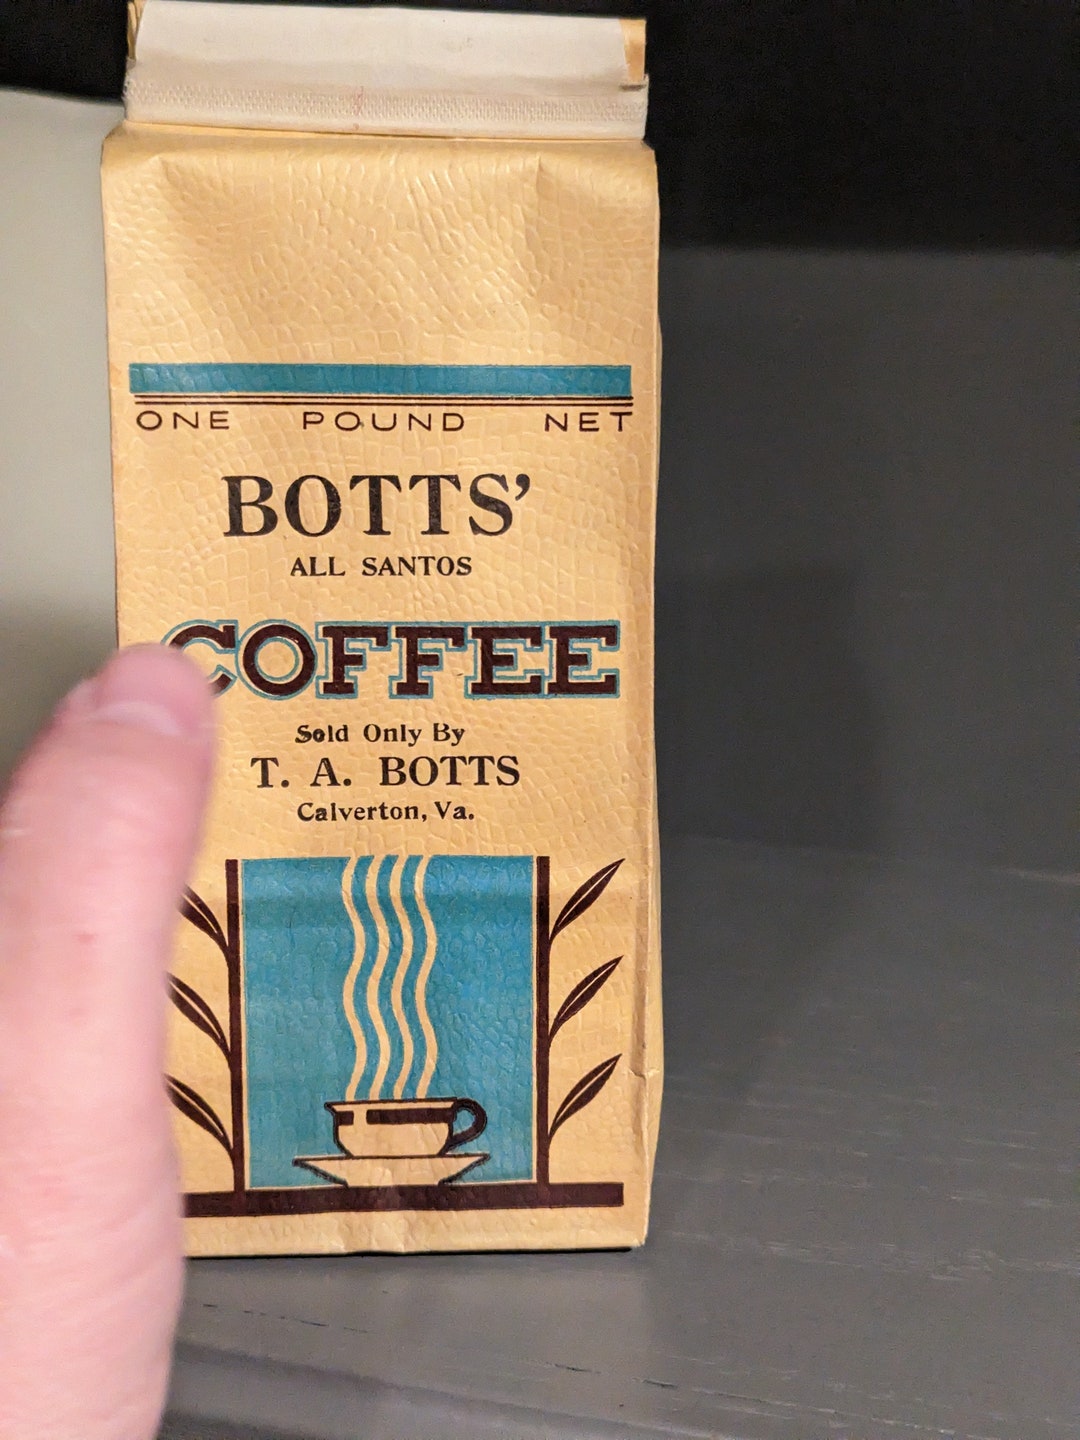 ONE POUND NET
BOTTS’
ALL SANTOS
COFFEE
Sold Only By
T. A. BOTTS
Calverton, Va.